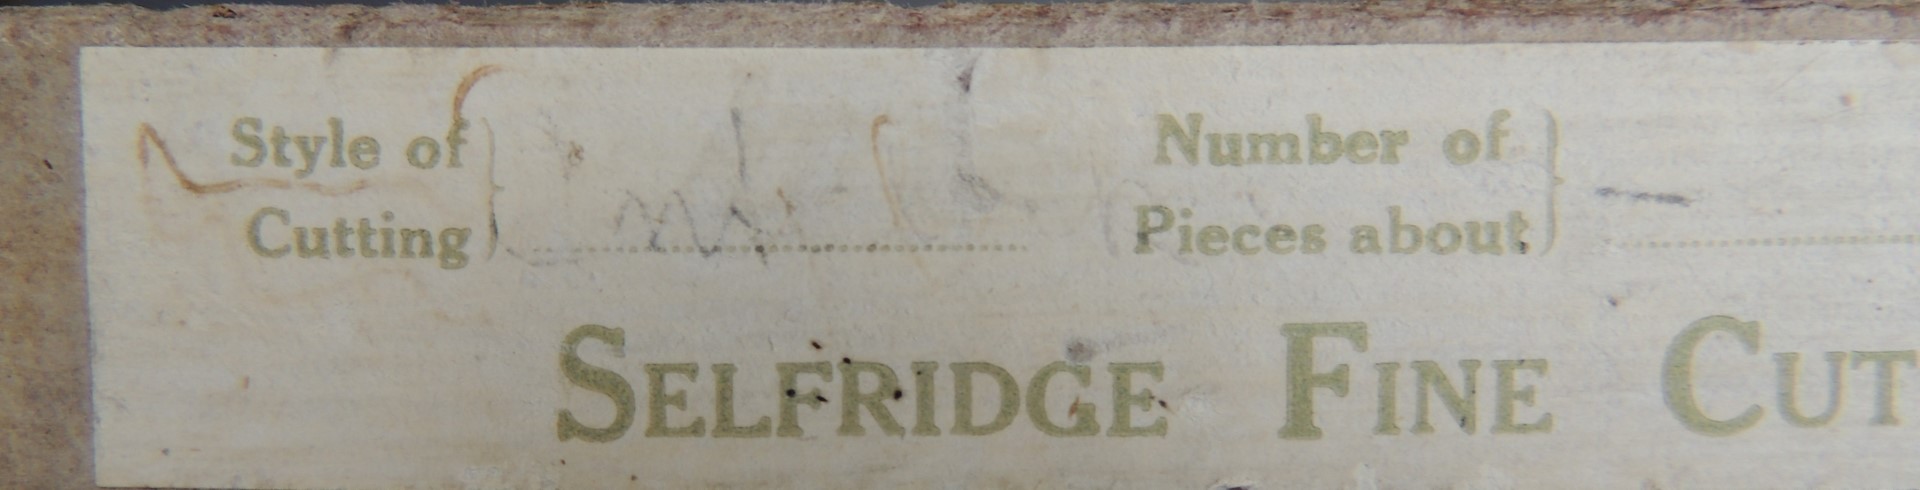 Style of
Cutting
Number of
Pieces about
SELFRIDGE FINE CUT